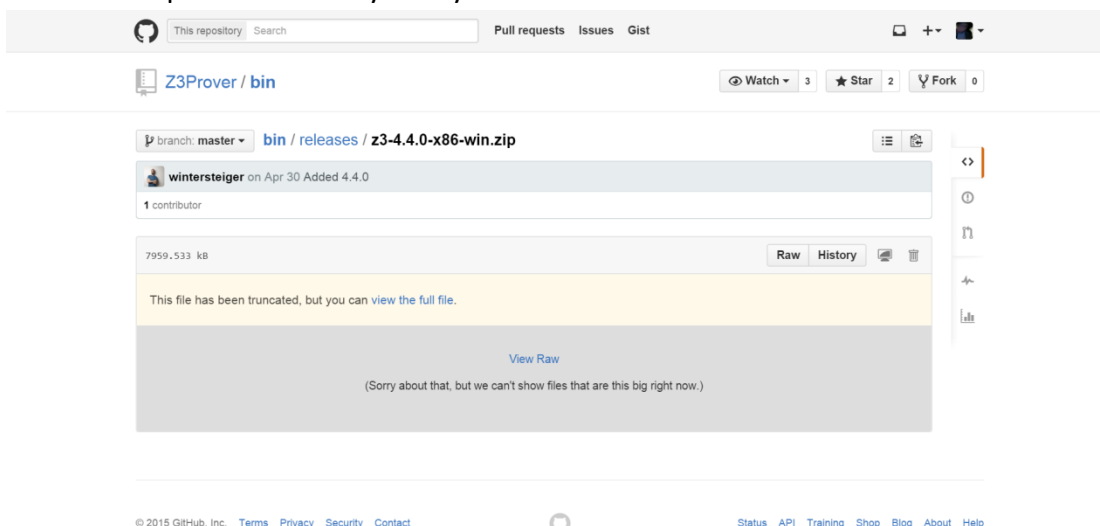 This repository Search Pull requests Issues Gist
Z3Prover / bin Watch 3 Star 2 Fork 0
branch: master bin / releases / z3-4.4.0-x86-win.zip
wintersteiger on Apr 30 Added 4.4.0
1 contributor
7959.533 kB Raw History
This file has been truncated, but you can view the full file.
View Raw
(Sorry about that, but we can't show files that are this big right now.)
© 2015 GitHub, Inc. Terms Privacy Security Contact Status API Training Shop Blog About Help